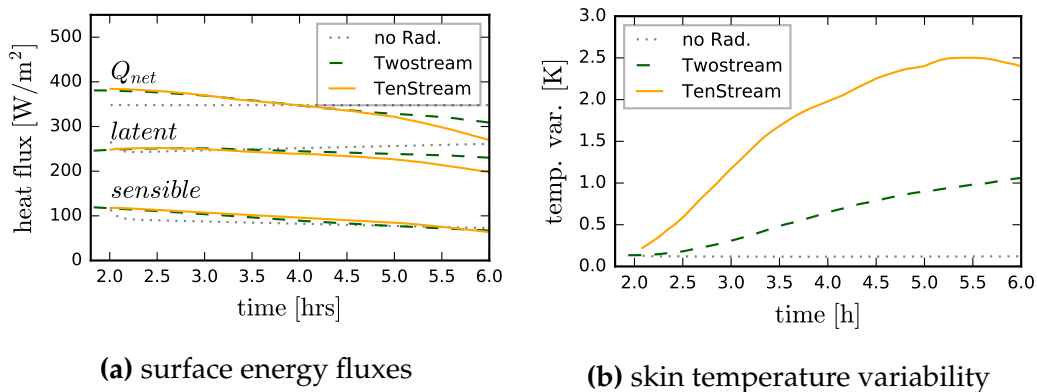 heat flux [W/m²]
500
400
300
200
100
0
Q_net
latent
sensible
no Rad.
Twostream
TenStream
2.0 2.5 3.0 3.5 4.0 4.5 5.0 5.5 6.0
time [hrs]
(a) surface energy fluxes
temp. var. [K]
3.0
2.5
2.0
1.5
1.0
0.5
0.0
no Rad.
Twostream
TenStream
2.0 2.5 3.0 3.5 4.0 4.5 5.0 5.5 6.0
time [h]
(b) skin temperature variability